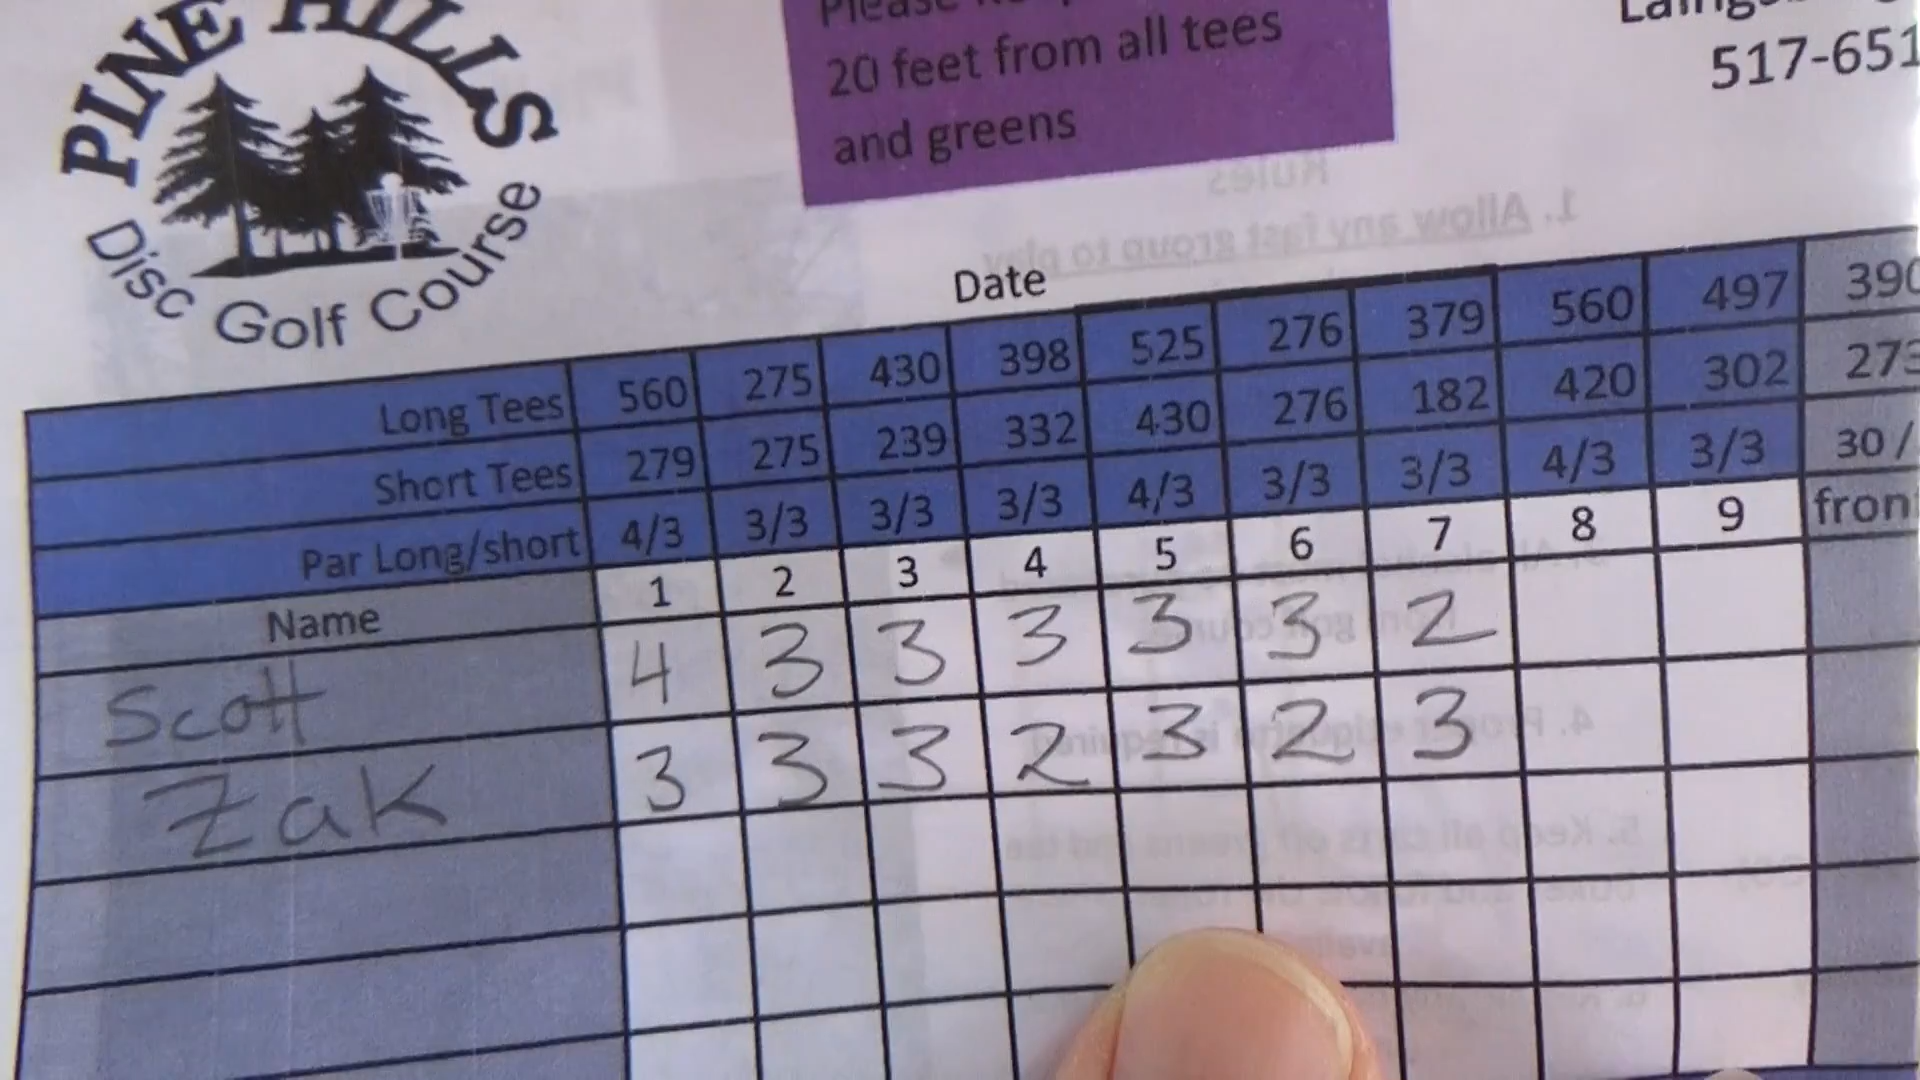 PINE HILLS
Disc Golf Course
20 feet from all tees
and greens
517-651
Date
Long Tees 560 275 430 398 525 276 379 560 497 390
Short Tees 279 275 239 332 430 276 182 420 302 273
Par Long/short 4/3 3/3 3/3 3/3 4/3 3/3 3/3 4/3 3/3 30 /
Name 1 2 3 4 5 6 7 8 9 front
Scott 4 3 3 3 3 3 2
Zak 3 3 3 2 3 2 3